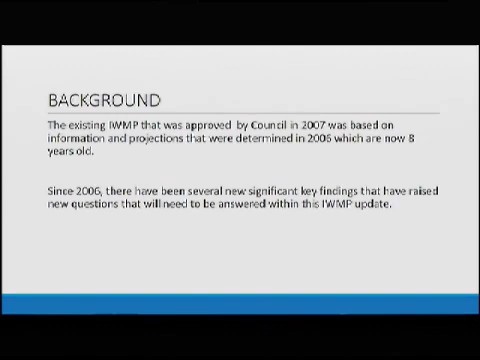 BACKGROUND
The existing IWMP that was approved by Council in 2007 was based on
information and projections that were determined in 2006 which are now 8
years old.
Since 2006, there have been several new significant key findings that have raised
new questions that will need to be answered within this IWMP update.